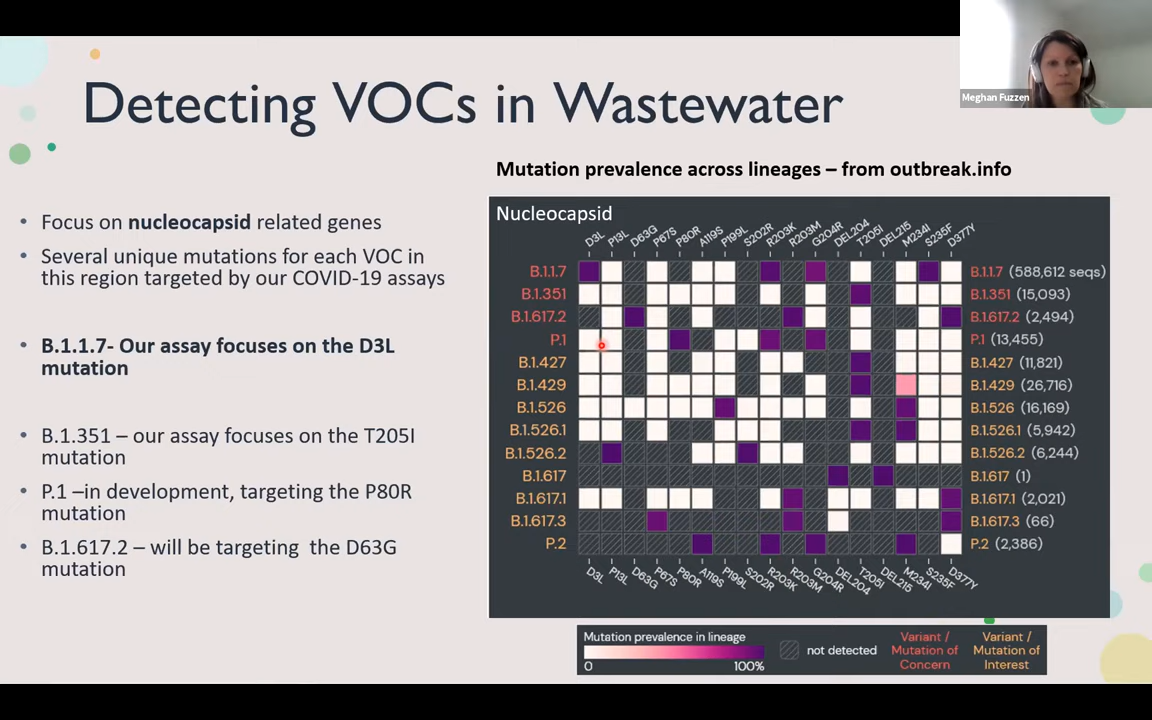 Meghan Fuzzen
Detecting VOCs in Wastewater
Mutation prevalence across lineages – from outbreak.info
• Focus on nucleocapsid related genes
• Several unique mutations for each VOC in
this region targeted by our COVID-19 assays
• B.1.1.7- Our assay focuses on the D3L
mutation
• B.1.351 – our assay focuses on the T205I
mutation
• P.1 –in development, targeting the P80R
mutation
• B.1.617.2 – will be targeting the D63G
mutation
Nucleocapsid
D3L P13L D63G P67S P80R A119S P199L S202R R203K R203M G204R DEL204 T205I DEL215 M234I S235F D377Y
B.1.1.7 B.1.1.7 (588,612 seqs)
B.1.351 B.1.351 (15,093)
B.1.617.2 B.1.617.2 (2,494)
P.1 P.1 (13,455)
B.1.427 B.1.427 (11,821)
B.1.429 B.1.429 (26,716)
B.1.526 B.1.526 (16,169)
B.1.526.1 B.1.526.1 (5,942)
B.1.526.2 B.1.526.2 (6,244)
B.1.617 B.1.617 (1)
B.1.617.1 B.1.617.1 (2,021)
B.1.617.3 B.1.617.3 (66)
P.2 P.2 (2,386)
D3L P13L D63G P67S P80R A119S P199L S202R R203K R203M G204R DEL204 T205I DEL215 M234I S235F D377Y
Mutation prevalence in lineage
0 100%
not detected
Variant /
Mutation of
Concern
Variant /
Mutation of
Interest